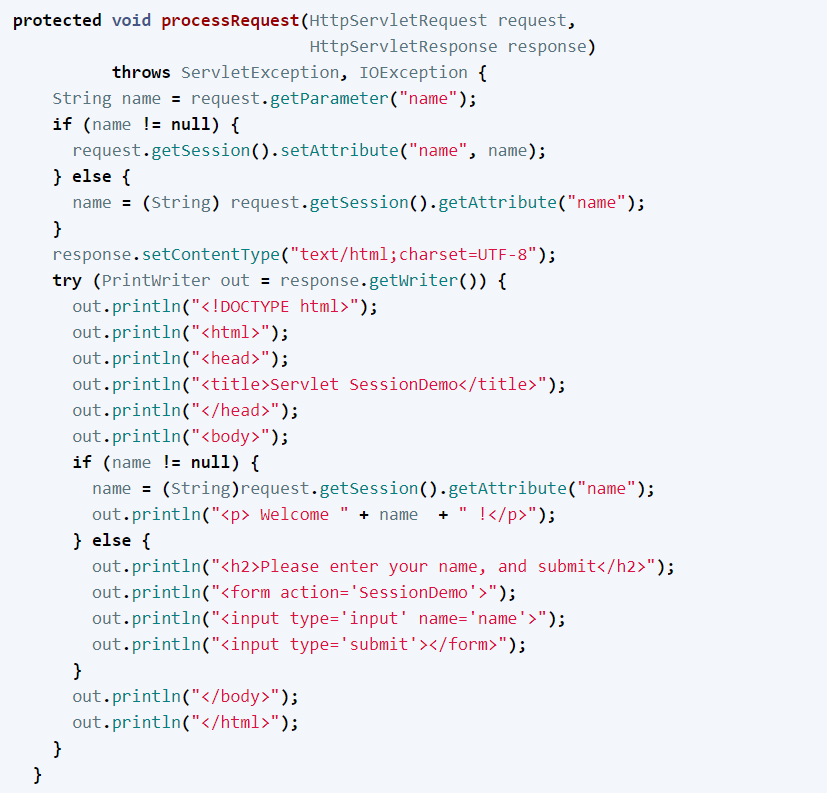 protected void processRequest(HttpServletRequest request,
                              HttpServletResponse response)
          throws ServletException, IOException {
    String name = request.getParameter("name");
    if (name != null) {
      request.getSession().setAttribute("name", name);
    } else {
      name = (String) request.getSession().getAttribute("name");
    }
    response.setContentType("text/html;charset=UTF-8");
    try (PrintWriter out = response.getWriter()) {
      out.println("<!DOCTYPE html>");
      out.println("<html>");
      out.println("<head>");
      out.println("<title>Servlet SessionDemo</title>");
      out.println("</head>");
      out.println("<body>");
      if (name != null) {
        name = (String)request.getSession().getAttribute("name");
        out.println("<p> Welcome " + name  + " !</p>");
      } else {
        out.println("<h2>Please enter your name, and submit</h2>");
        out.println("<form action='SessionDemo'>");
        out.println("<input type='input' name='name'>");
        out.println("<input type='submit'></form>");
      }
      out.println("</body>");
      out.println("</html>");
    }
  }